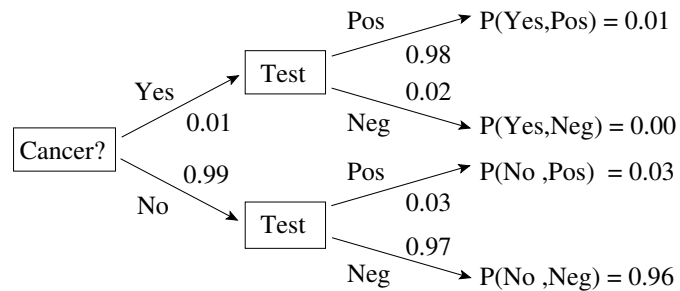 Pos
P(Yes,Pos) = 0.01
0.98
Test
Yes
0.02
0.01
Neg
P(Yes,Neg) = 0.00
Cancer?
0.99
Pos
P(No ,Pos)  = 0.03
No
0.03
Test
0.97
Neg
P(No ,Neg) = 0.96